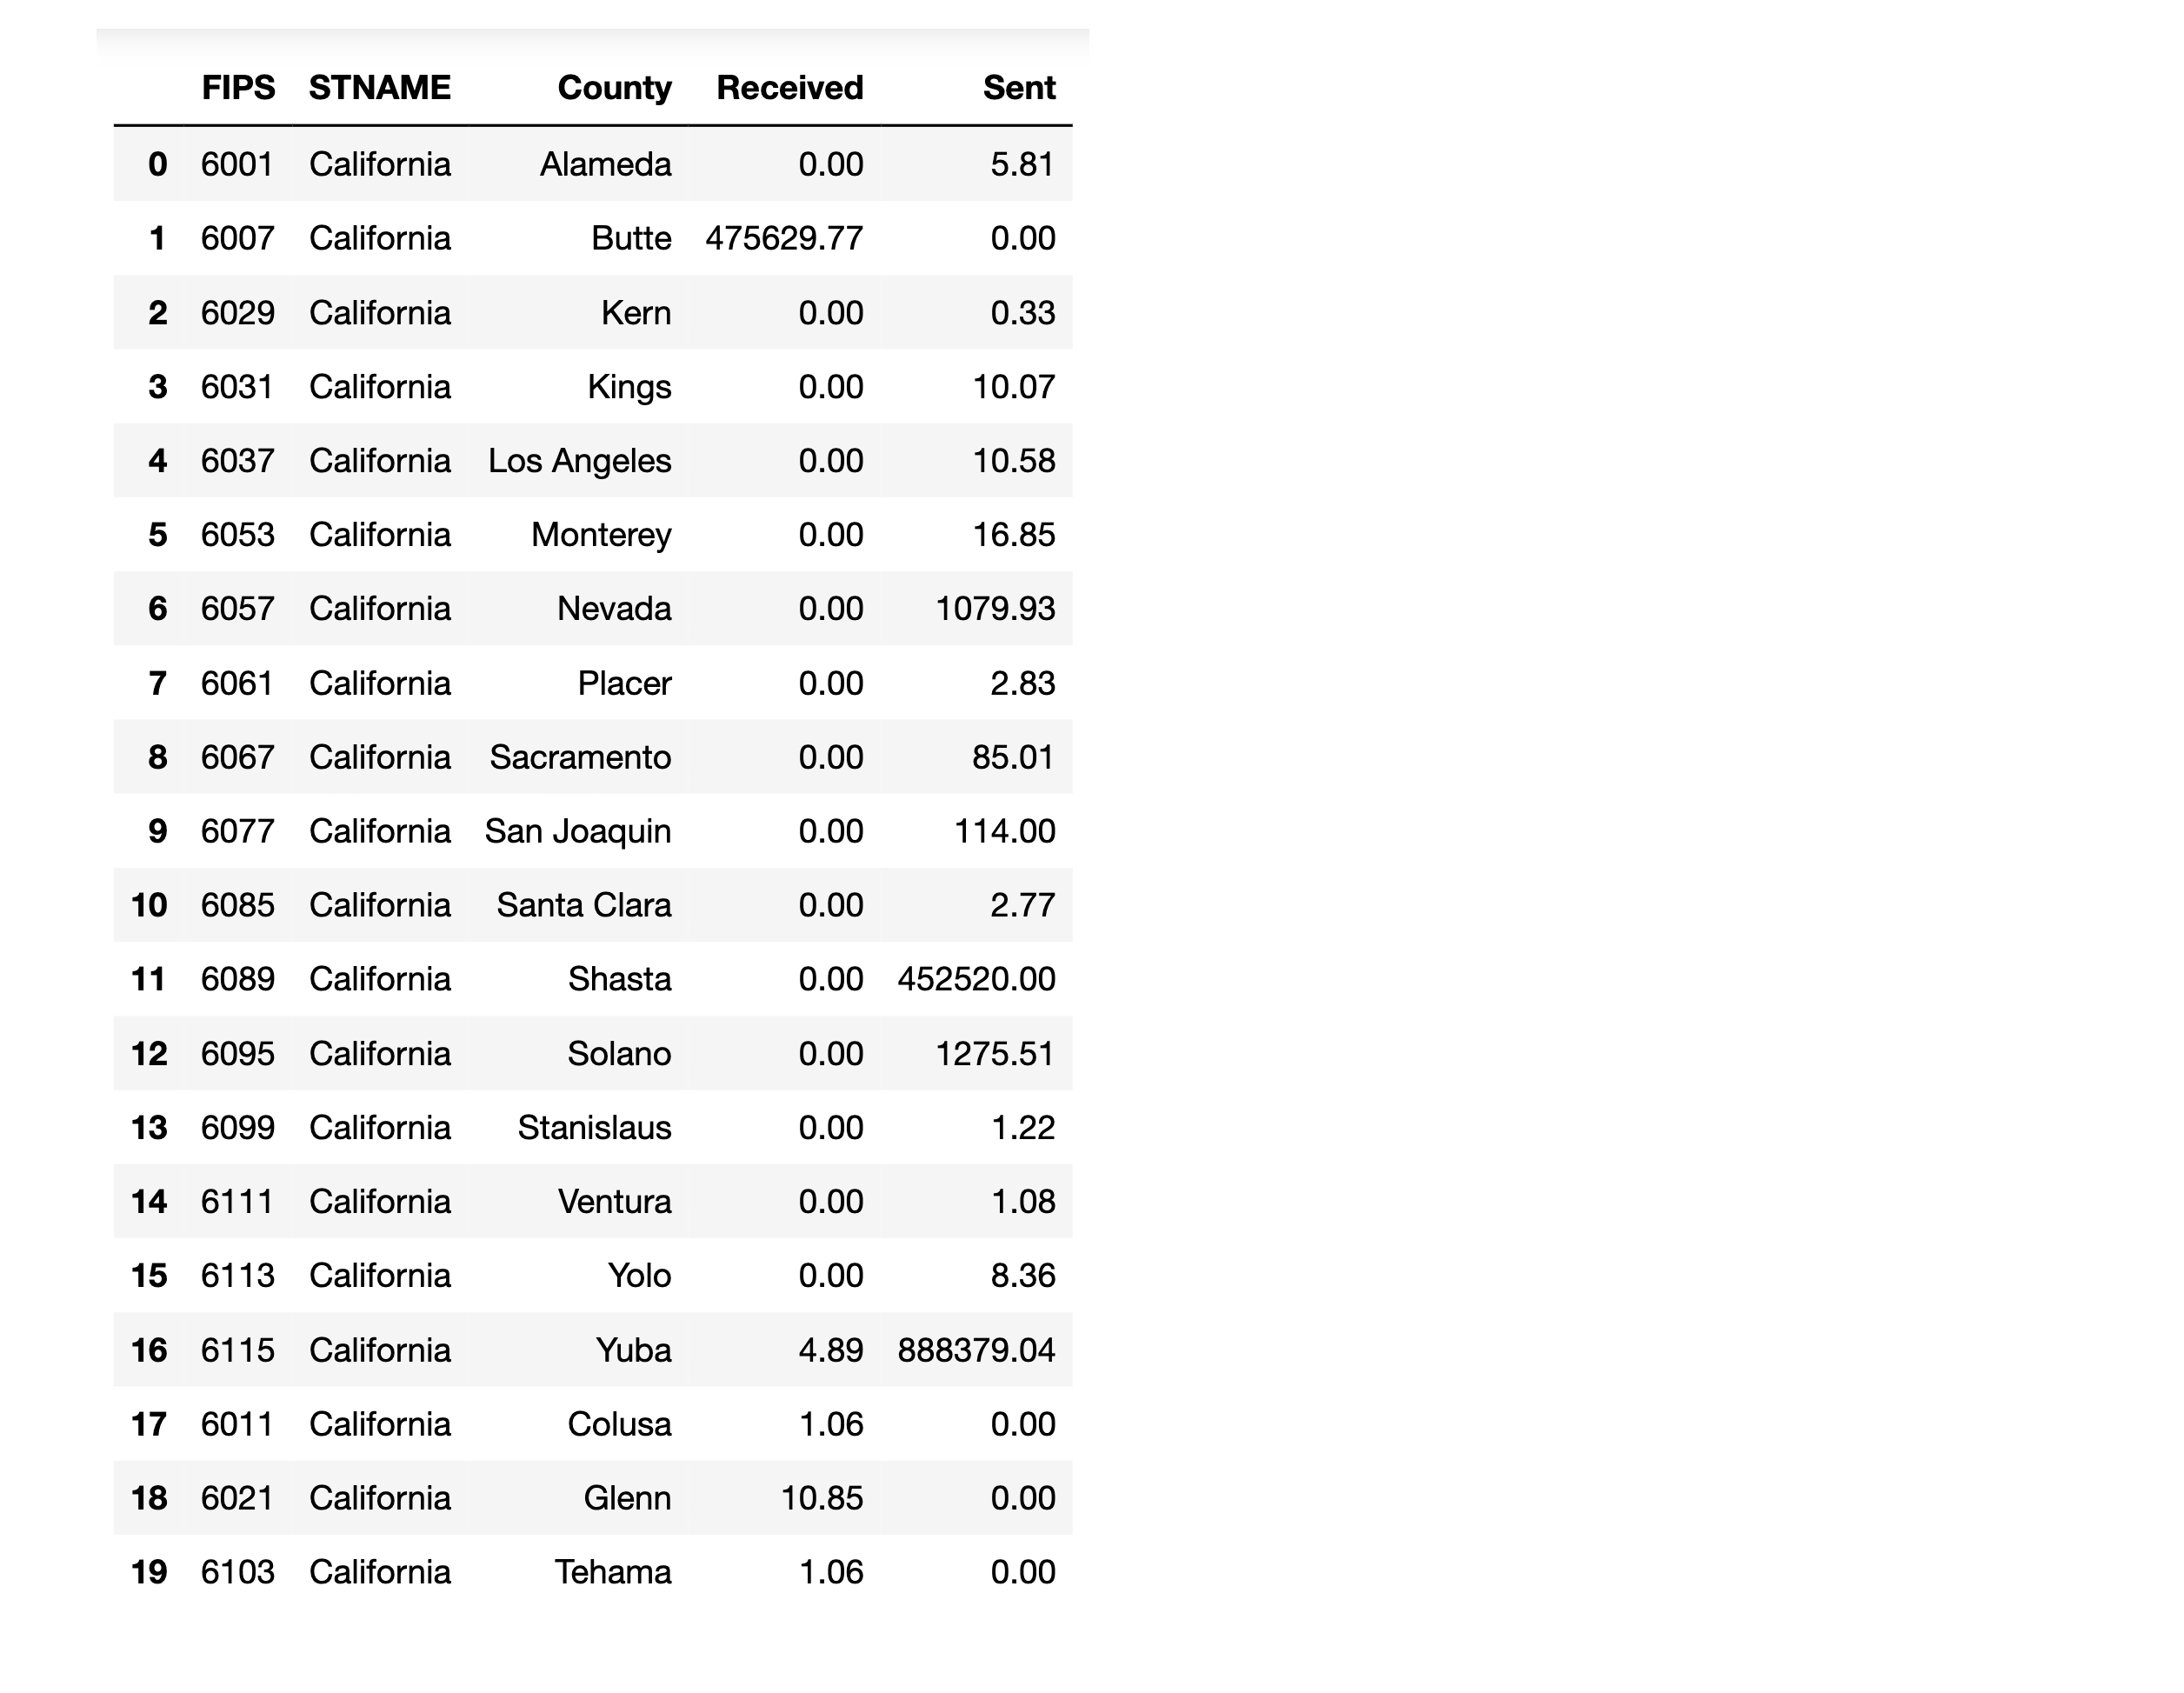 FIPS STNAME County Received Sent
0 6001 California Alameda 0.00 5.81
1 6007 California Butte 475629.77 0.00
2 6029 California Kern 0.00 0.33
3 6031 California Kings 0.00 10.07
4 6037 California Los Angeles 0.00 10.58
5 6053 California Monterey 0.00 16.85
6 6057 California Nevada 0.00 1079.93
7 6061 California Placer 0.00 2.83
8 6067 California Sacramento 0.00 85.01
9 6077 California San Joaquin 0.00 114.00
10 6085 California Santa Clara 0.00 2.77
11 6089 California Shasta 0.00 452520.00
12 6095 California Solano 0.00 1275.51
13 6099 California Stanislaus 0.00 1.22
14 6111 California Ventura 0.00 1.08
15 6113 California Yolo 0.00 8.36
16 6115 California Yuba 4.89 888379.04
17 6011 California Colusa 1.06 0.00
18 6021 California Glenn 10.85 0.00
19 6103 California Tehama 1.06 0.00